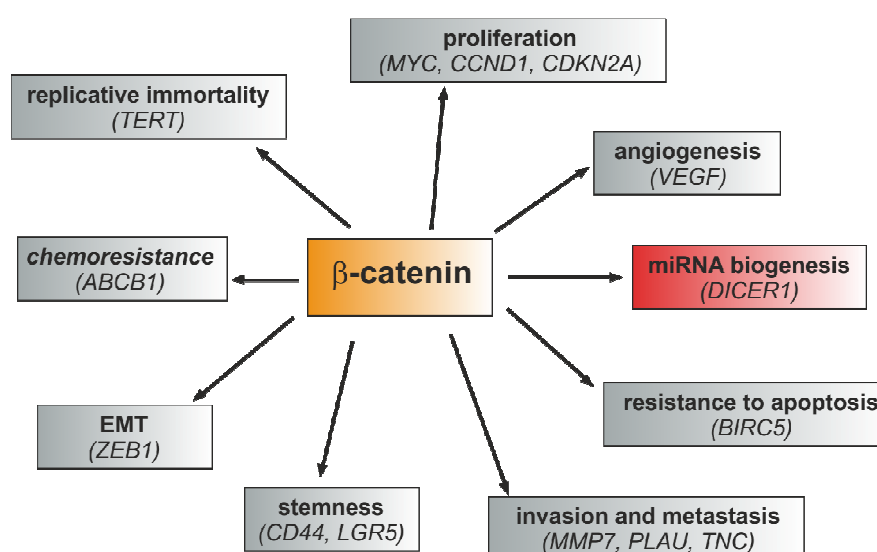 proliferation
(MYC, CCND1, CDKN2A)
replicative immortality
(TERT)
angiogenesis
(VEGF)
chemoresistance
(ABCB1)
β-catenin
miRNA biogenesis
(DICER1)
EMT
(ZEB1)
resistance to apoptosis
(BIRC5)
stemness
(CD44, LGR5)
invasion and metastasis
(MMP7, PLAU, TNC)